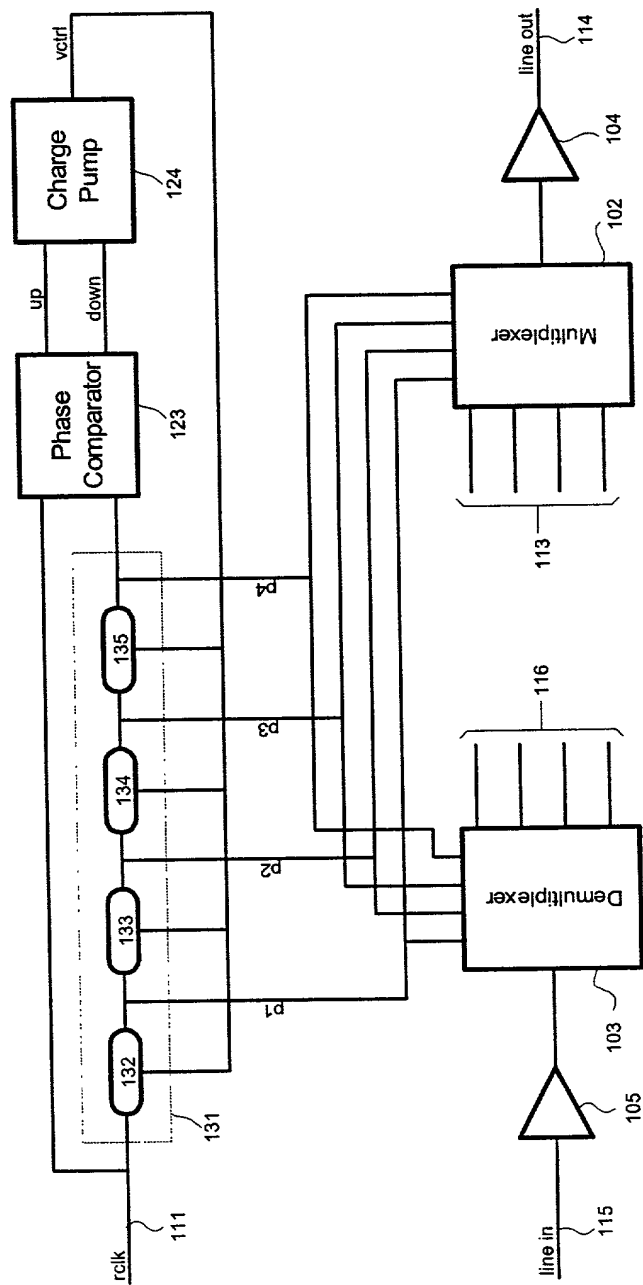 rclk
111
131
132
133
134
135
p1
p2
p3
p4
Phase
Comparator
123
up
down
Charge
Pump
124
vctrl
line in
115
105
103
Demultiplexer
116
113
Multiplexer
102
104
line out
114